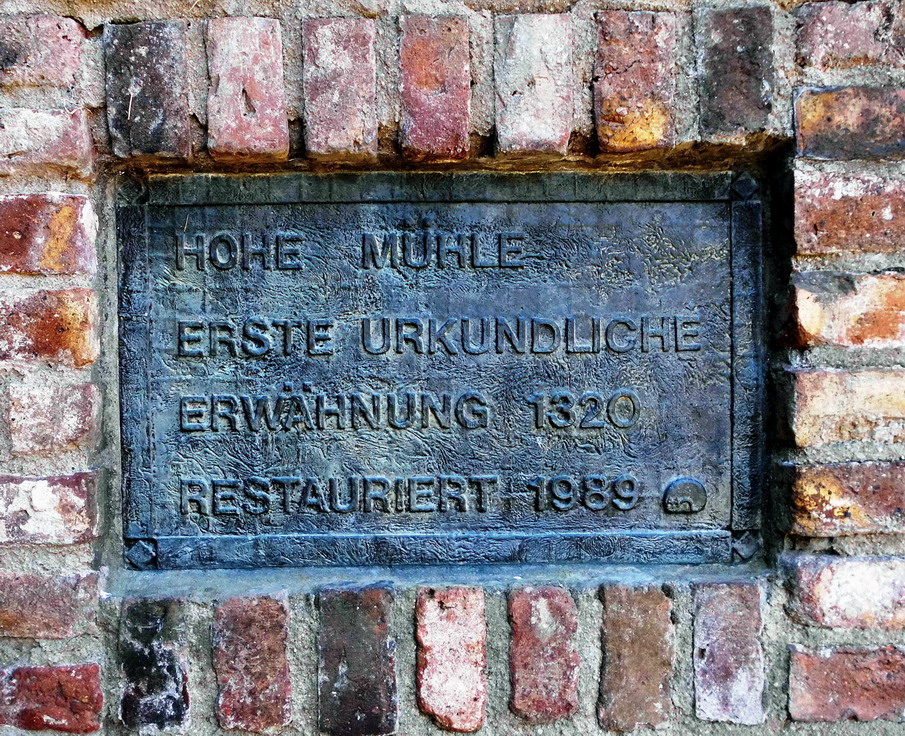 HOHE MÜHLE
ERSTE URKUNDLICHE
ERWÄHNUNG 1320
RESTAURIERT 1989